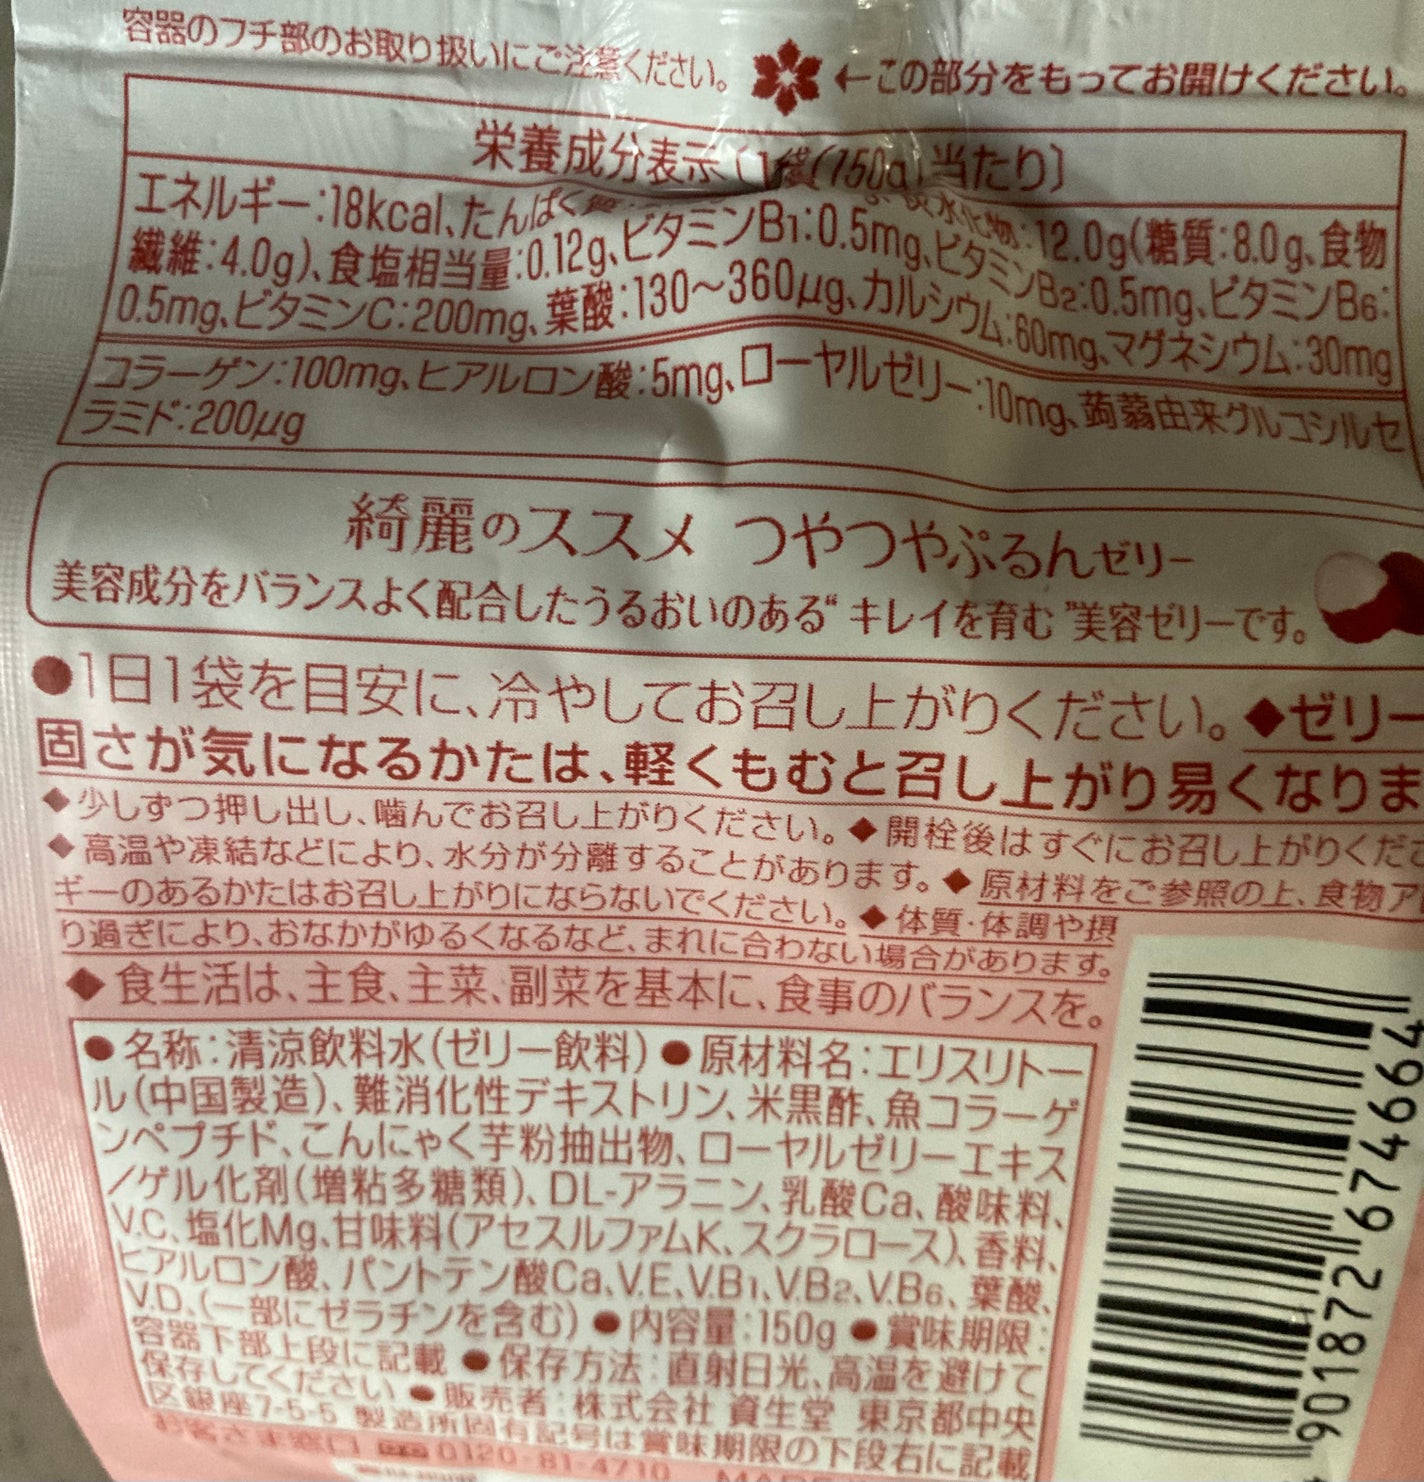 容器のフチ部のお取り扱いにご注意ください。
←この部分をもってお開けください。
栄養成分表示〔1袋(150g)当たり〕
エネルギー:18kcal、たんぱく質: 炭水化物:12.0g(糖質:8.0g、食物
繊維:4.0g)、食塩相当量:0.12g、ビタミンB1:0.5mg、ビタミンB2:0.5mg、ビタミンB6:
0.5mg、ビタミンC:200mg、葉酸:130～360μg、カルシウム:60mg、マグネシウム:30mg
コラーゲン:100mg、ヒアルロン酸:5mg、ローヤルゼリー:10mg、蒟蒻由来グルコシルセ
ラミド:200μg
綺麗のススメ つやつやぷるんゼリー
美容成分をバランスよく配合したうるおいのある“キレイを育む”美容ゼリーです。
●1日1袋を目安に、冷やしてお召し上がりください。◆ゼリー
固さが気になるかたは、軽くもむと召し上がり易くなりま
◆少しずつ押し出し、噛んでお召し上がりください。◆開栓後はすぐにお召し上がりくださ
◆高温や凍結などにより、水分が分離することがあります。◆原材料をご参照の上、食物ア
ギーのあるかたはお召し上がりにならないでください。◆体質・体調や摂
り過ぎにより、おなかがゆるくなるなど、まれに合わない場合があります。
◆食生活は、主食、主菜、副菜を基本に、食事のバランスを。
●名称:清涼飲料水(ゼリー飲料)●原材料名:エリスリトー
ル(中国製造)、難消化性デキストリン、米黒酢、魚コラーゲ
ンペプチド、こんにゃく芋粉抽出物、ローヤルゼリーエキス
/ゲル化剤(増粘多糖類)、DL-アラニン、乳酸Ca、酸味料、
V.C、塩化Mg、甘味料(アセスルファムK、スクラロース)、香料、
ヒアルロン酸、パントテン酸Ca、V.E、V.B1、V.B2、V.B6、葉酸、
V.D、(一部にゼラチンを含む)●内容量:150g●賞味期限:
容器下部上段に記載●保存方法:直射日光、高温を避けて
保存してください●販売者:株式会社 資生堂 東京都中央
区銀座7-5-5 製造所固有記号は賞味期限の下段右に記載
お客さま窓口 0120-81-4710
4901872674664